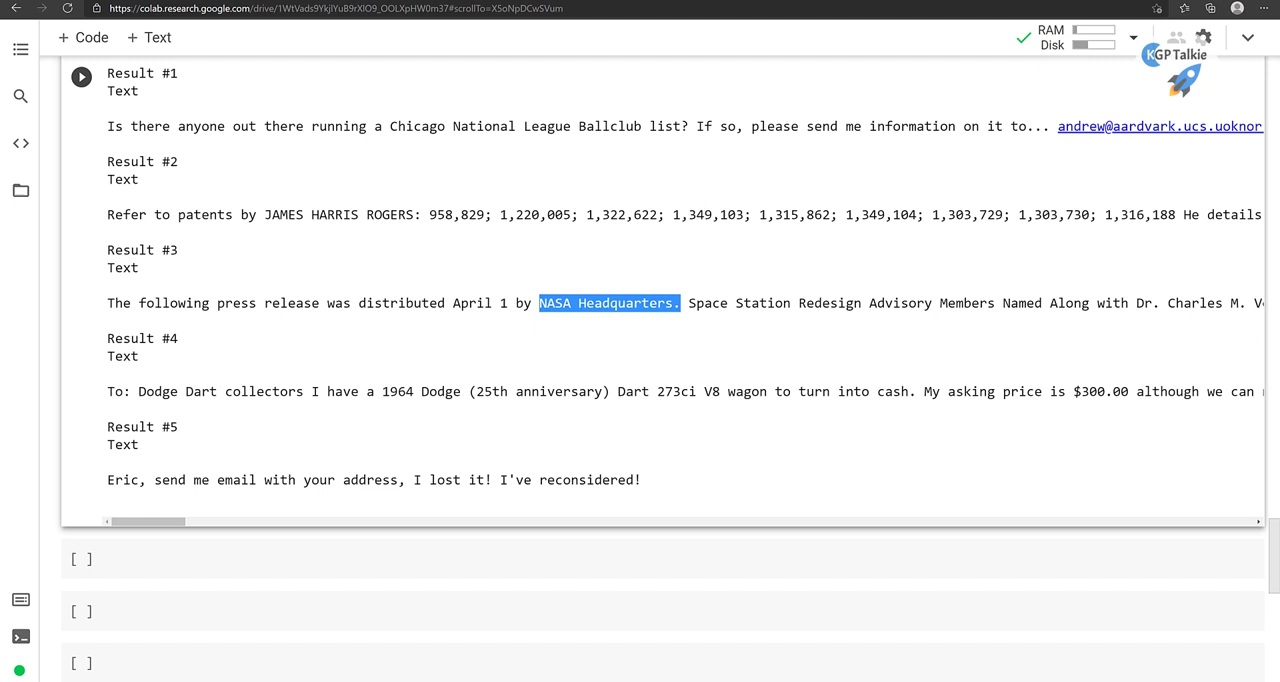 https://colab.research.google.com/drive/1WtVads9YkjlYuB9rXlO9_OOLXpHW0m37#scrollTo=X5oNpDCwSVum
+ Code + Text
RAM
Disk
KGPTalkie
Result #1
Text
Is there anyone out there running a Chicago National League Ballclub list? If so, please send me information on it to... andrew@aardvark.ucs.uoknor
Result #2
Text
Refer to patents by JAMES HARRIS ROGERS: 958,829; 1,220,005; 1,322,622; 1,349,103; 1,315,862; 1,349,104; 1,303,729; 1,303,730; 1,316,188 He details
Result #3
Text
The following press release was distributed April 1 by NASA Headquarters. Space Station Redesign Advisory Members Named Along with Dr. Charles M.
Result #4
Text
To: Dodge Dart collectors I have a 1964 Dodge (25th anniversary) Dart 273ci V8 wagon to turn into cash. My asking price is $300.00 although we can
Result #5
Text
Eric, send me email with your address, I lost it! I've reconsidered!
[ ]
[ ]
[ ]